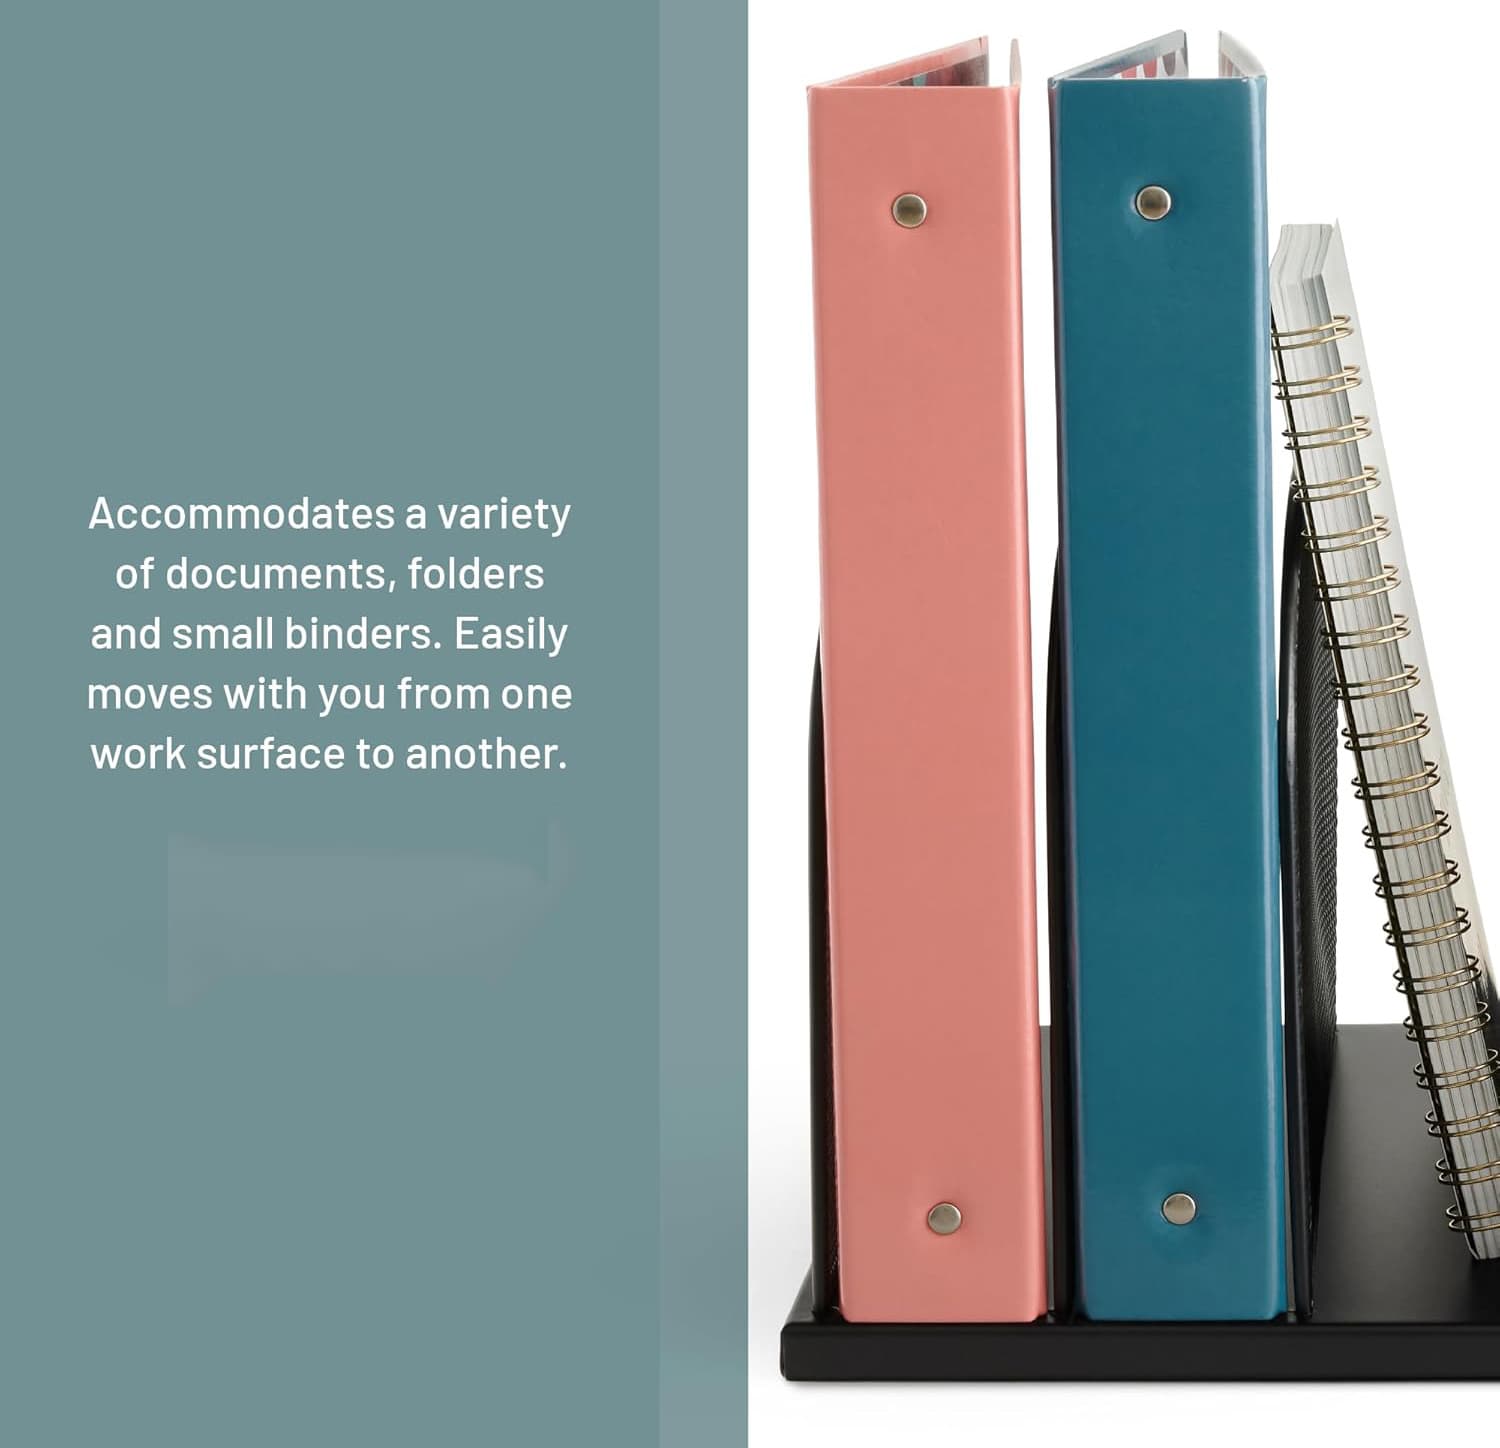 Accommodates a variety
of documents, folders
and small binders. Easily
moves with you from one
work surface to another.